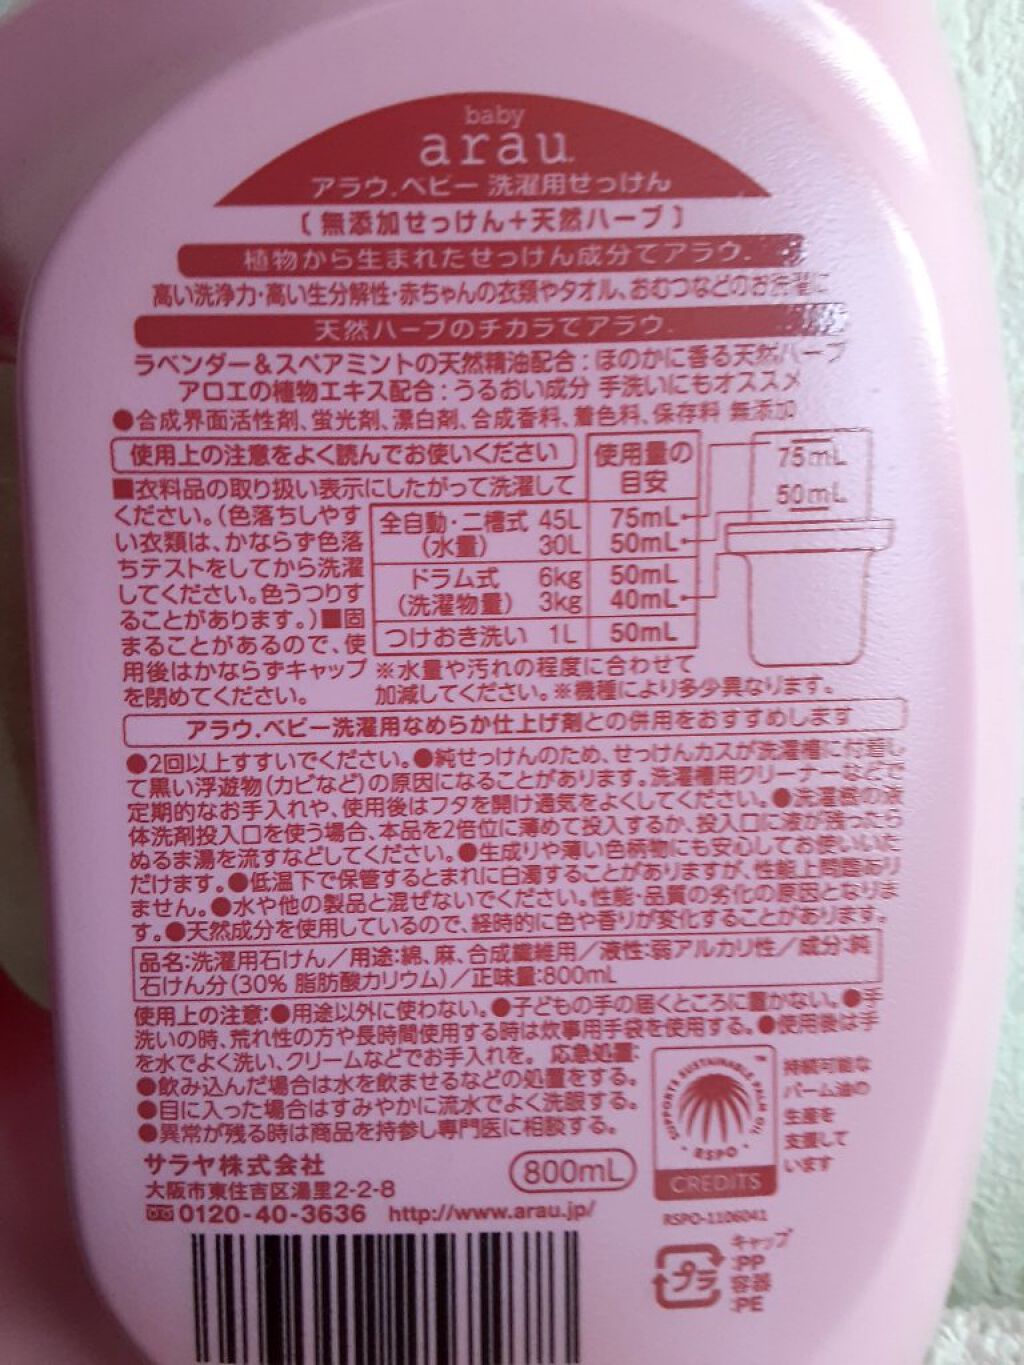 baby
arau.
アラウ.ベビー 洗濯用せっけん
〔 無添加せっけん+天然ハーブ 〕
植物から生まれたせっけん成分でアラウ.
高い洗浄力・高い生分解性・赤ちゃんの衣類やタオル、おむつなどのお洗濯に
天然ハーブのチカラでアラウ.
ラベンダー&スペアミントの天然精油配合:ほのかに香る天然ハーブ
アロエの植物エキス配合:うるおい成分 手洗いにもオススメ
●合成界面活性剤、蛍光剤、漂白剤、合成香料、着色料、保存料 無添加
使用上の注意をよく読んでお使いください
■衣料品の取り扱い表示にしたがって洗濯して
ください。(色落ちしやす
い衣類は、かならず色落
ちテストをしてから洗濯
してください。色うつりす
ることがあります。)■固
まることがあるので、使
用後はかならずキャップ
を閉めてください。
使用量の
目安
全自動・二槽式 45L 75mL
(水量) 30L 50mL
ドラム式 6kg 50mL
(洗濯物量) 3kg 40mL
つけおき洗い 1L 50mL
75mL
50mL
※水量や汚れの程度に合わせて
加減してください。※機種により多少異なります。
アラウ.ベビー洗濯用なめらか仕上げ剤との併用をおすすめします
●2回以上すすいでください。●純せっけんのため、せっけんカスが洗濯槽に付着し
て黒い浮遊物(カビなど)の原因になることがあります。洗濯槽用クリーナーなどで
定期的なお手入れや、使用後はフタを開け通気をよくしてください。●洗濯機の液
体洗剤投入口を使う場合、本品を2倍位に薄めて投入するか、投入口に液が残ったら
ぬるま湯を流すなどしてください。●生成りや薄い色柄物にも安心してお使いいた
だけます。●低温下で保管するとまれに白濁することがありますが、性能上問題あり
ません。●水や他の製品と混ぜないでください。性能・品質の劣化の原因となりま
す。●天然成分を使用しているので、経時的に色や香りが変化することがあります。
品名:洗濯用石けん/用途:綿、麻、合成繊維用/液性:弱アルカリ性/成分:純
石けん分(30% 脂肪酸カリウム)/正味量:800mL
使用上の注意:●用途以外に使わない。●子どもの手の届くところに置かない。●手
洗いの時、荒れ性の方や長時間使用する時は炊事用手袋を使用する。●使用後は手
を水でよく洗い、クリームなどでお手入れを。 応急処置:
●飲み込んだ場合は水を飲ませるなどの処置をする。
●目に入った場合はすみやかに流水でよく洗眼する。
●異常が残る時は商品を持参し専門医に相談する。
SUPPORTS SUSTAINABLE PALM OIL ™
RSPO
CREDITS
RSPO-1106041
持続可能な
パーム油の
生産を
支援して
います
サラヤ株式会社
大阪市東住吉区湯里2-2-8
0120-40-3636 http://www.arau.jp/
800mL
プラ
キャップ
:PP
容器
:PE